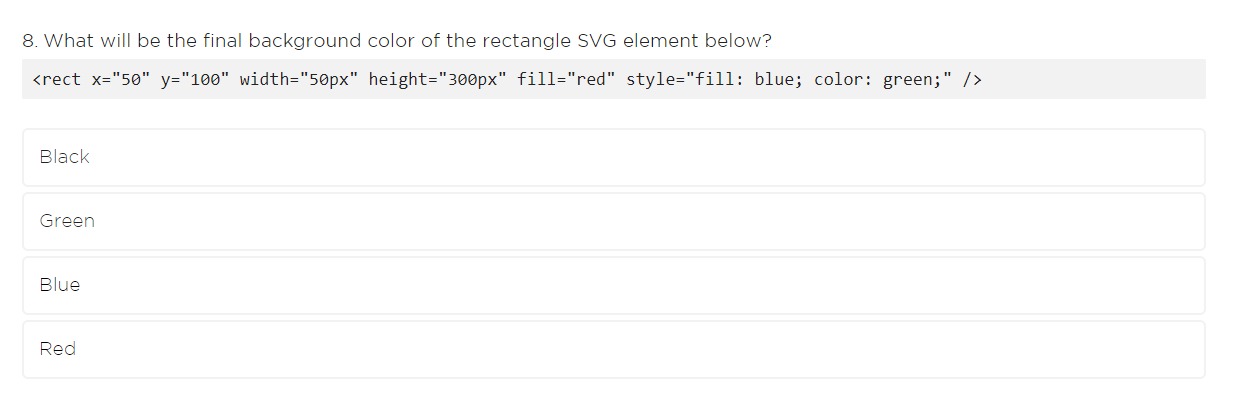 8. What will be the final background color of the rectangle SVG element below?
<rect x="50" y="100" width="50px" height="300px" fill="red" style="fill: blue; color: green;" />
Black
Green
Blue
Red